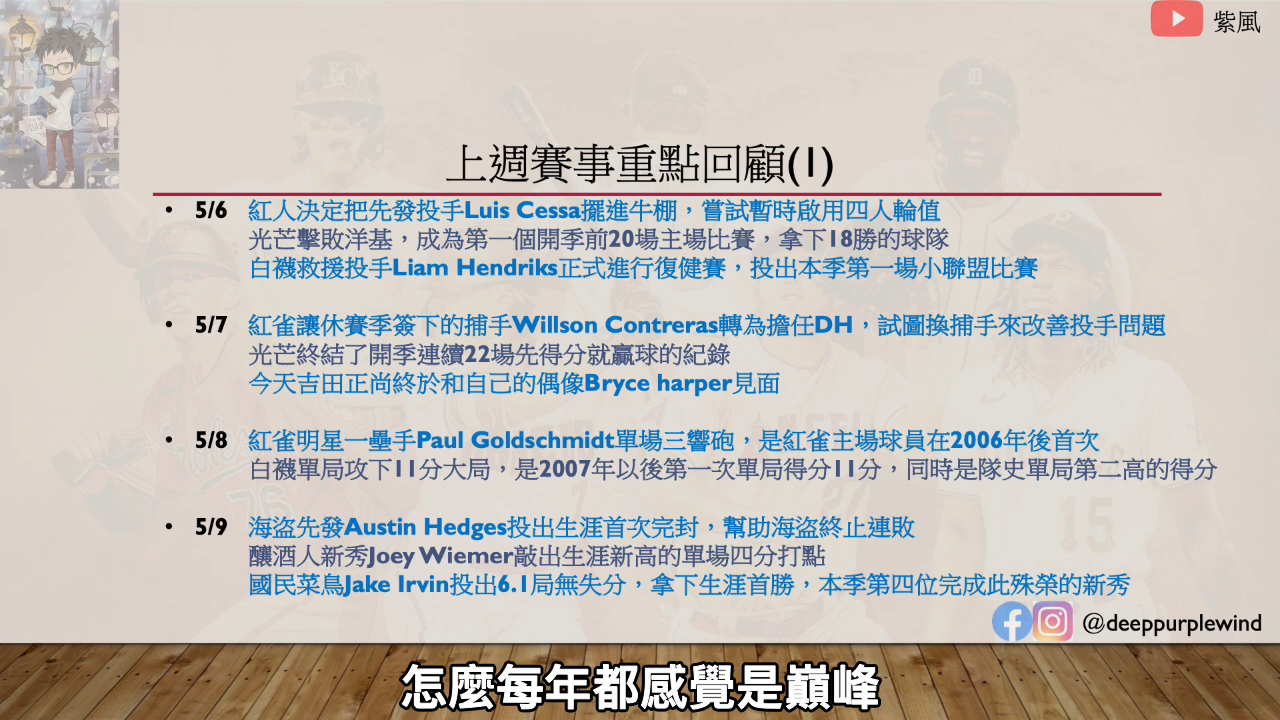 紫風
上週賽事重點回顧(1)
• 5/6 紅人決定把先發投手Luis Cessa擺進牛棚，嘗試暫時啟用四人輪值
光芒擊敗洋基，成為第一個開季前20場主場比賽，拿下18勝的球隊
白襪救援投手Liam Hendriks正式進行復健賽，投出本季第一場小聯盟比賽
• 5/7 紅雀讓休賽季簽下的捕手Willson Contreras轉為擔任DH，試圖換捕手來改善投手問題
光芒終結了開季連續22場先得分就贏球的紀錄
今天吉田正尚終於和自己的偶像Bryce harper見面
• 5/8 紅雀明星一壘手Paul Goldschmidt單場三響砲，是紅雀主場球員在2006年後首次
白襪單局攻下11分大局，是2007年以後第一次單局得分11分，同時是隊史單局第二高的得分
• 5/9 海盜先發Austin Hedges投出生涯首次完封，幫助海盜終止連敗
釀酒人新秀Joey Wiemer敲出生涯新高的單場四分打點
國民菜鳥Jake Irvin投出6.1局無失分，拿下生涯首勝，本季第四位完成此殊榮的新秀
@deeppurplewind
怎麼每年都感覺是巔峰